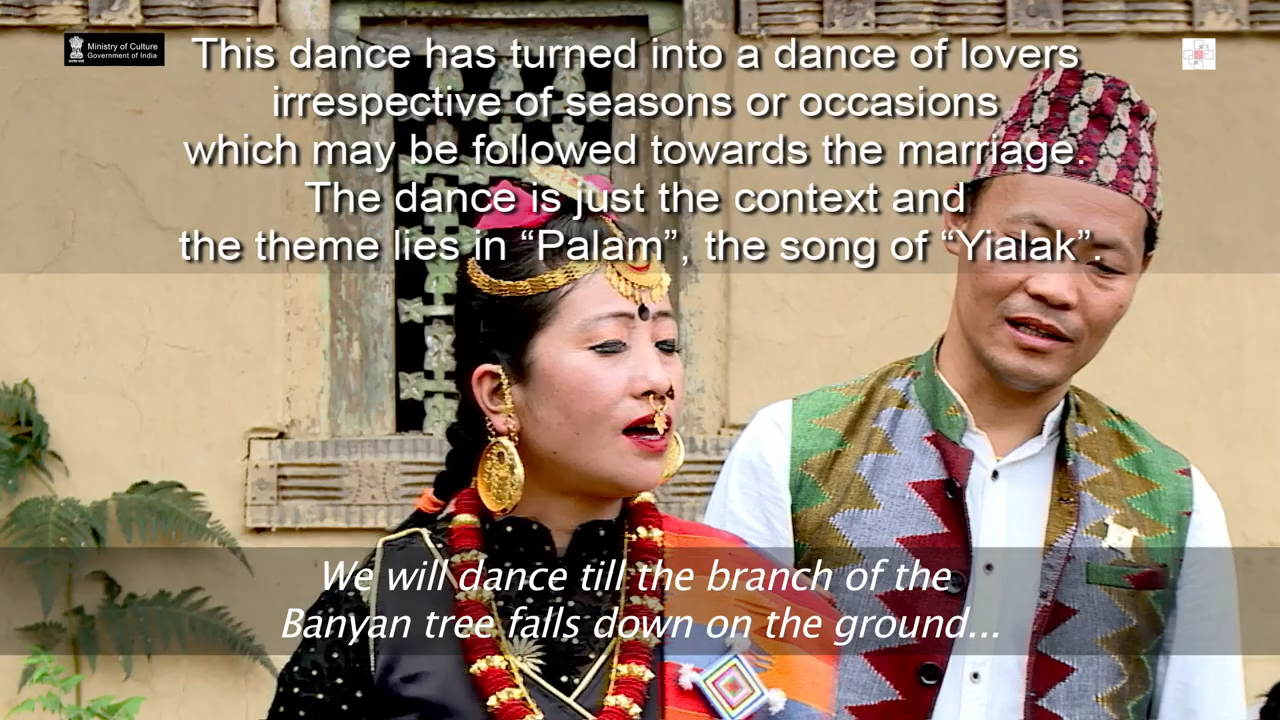 Ministry of Culture
Government of India
This dance has turned into a dance of lovers
irrespective of seasons or occasions
which may be followed towards the marriage.
The dance is just the context and
the theme lies in “Palam”, the song of “Yialak”.
We will dance till the branch of the
Banyan tree falls down on the ground...